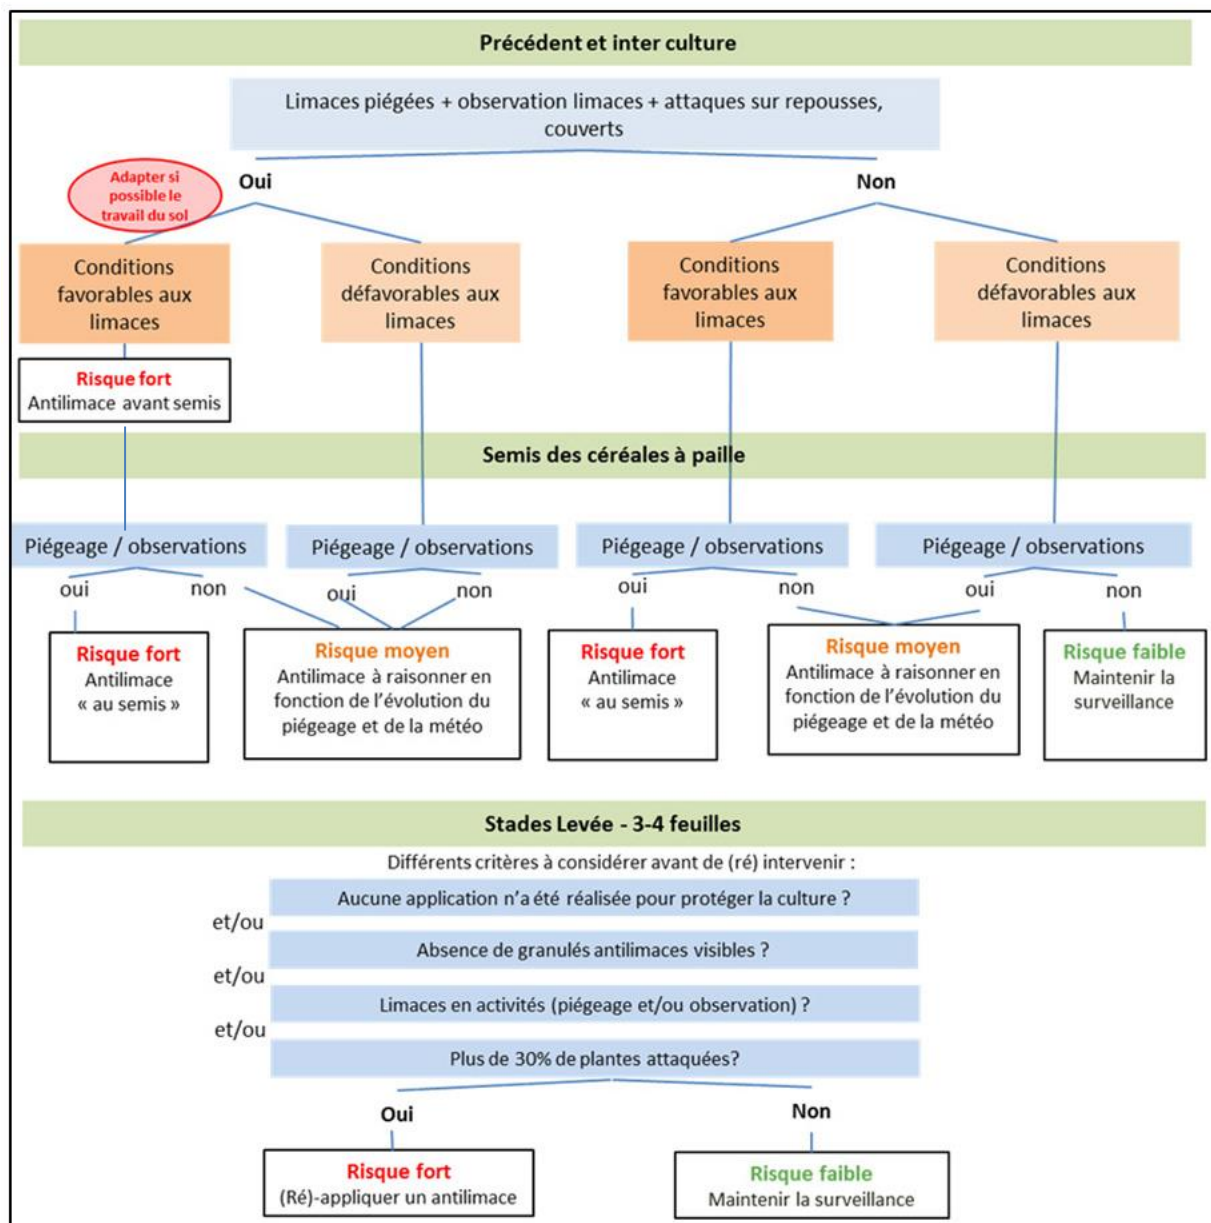 Précédent et inter culture
Limaces piégées + observation limaces + attaques sur repousses,
couverts
Adapter si
possible le
travail du sol
Oui
Non
Conditions
favorables aux
limaces
Conditions
défavorables aux
limaces
Conditions
favorables aux
limaces
Conditions
défavorables aux
limaces
Risque fort
Antilimace avant semis
Semis des céréales à paille
Piégeage / observations
Piégeage / observations
Piégeage / observations
Piégeage / observations
oui
non
oui
non
oui
non
oui
non
Risque fort
Antilimace
« au semis »
Risque moyen
Antilimace à raisonner en
fonction de l’évolution du
piégeage et de la météo
Risque fort
Antilimace
« au semis »
Risque moyen
Antilimace à raisonner en
fonction de l’évolution du
piégeage et de la météo
Risque faible
Maintenir la
surveillance
Stades Levée - 3-4 feuilles
Différents critères à considérer avant de (ré) intervenir :
Aucune application n’a été réalisée pour protéger la culture ?
et/ou
Absence de granulés antilimaces visibles ?
et/ou
Limaces en activités (piégeage et/ou observation) ?
et/ou
Plus de 30% de plantes attaquées?
Oui
Non
Risque fort
(Ré)-appliquer un antilimace
Risque faible
Maintenir la surveillance